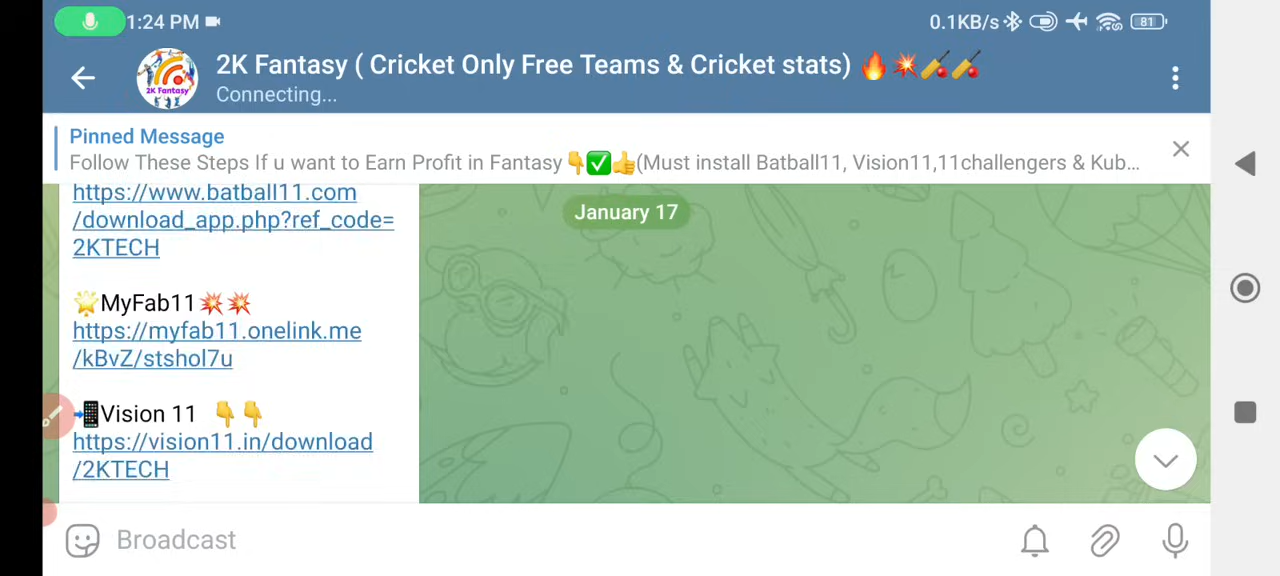 1:24 PM
0.1KB/s
81
2K Fantasy ( Cricket Only Free Teams & Cricket stats) 🔥💥🏏🏏
Connecting...
2K Fantasy
Pinned Message
Follow These Steps If u want to Earn Profit in Fantasy 👇✅👍(Must install Batball11, Vision11,11challengers & Kub...
January 17
https://www.batball11.com
/download_app.php?ref_code=
2KTECH
🌟MyFab11💥💥
https://myfab11.onelink.me
/kBvZ/stshol7u
📲Vision 11 👇👇
https://vision11.in/download
/2KTECH
Broadcast